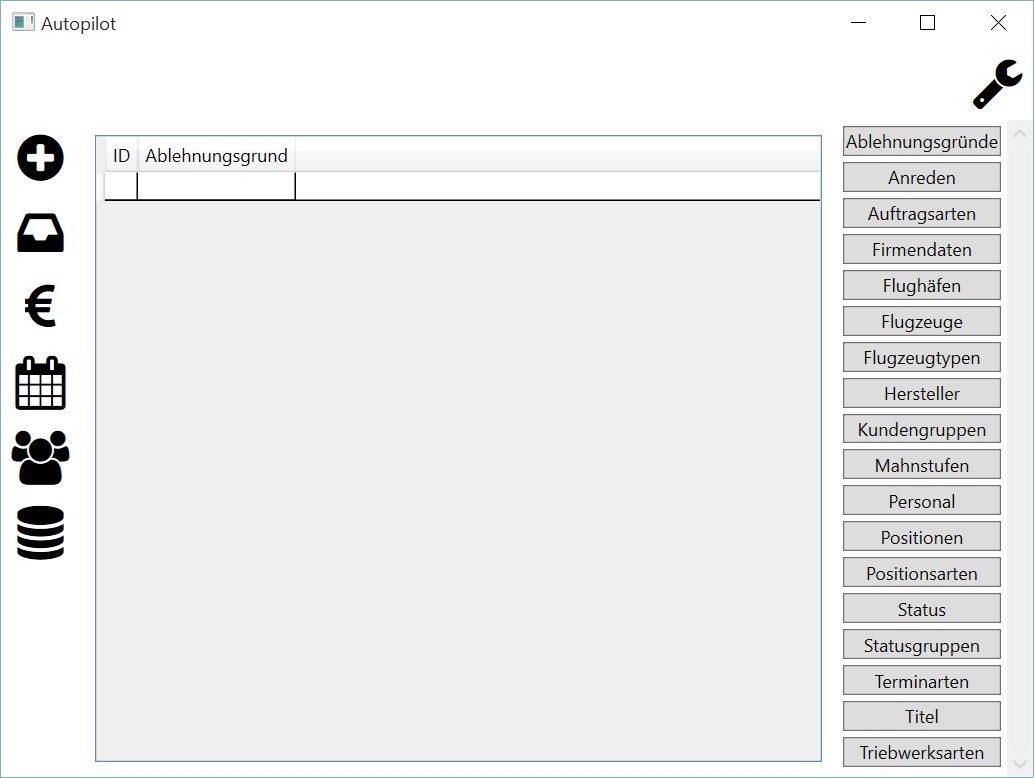 Autopilot
ID Ablehnungsgrund
Ablehnungsgründe
Anreden
Auftragsarten
Firmendaten
Flughäfen
Flugzeuge
Flugzeugtypen
Hersteller
Kundengruppen
Mahnstufen
Personal
Positionen
Positionsarten
Status
Statusgruppen
Terminarten
Titel
Triebwerksarten